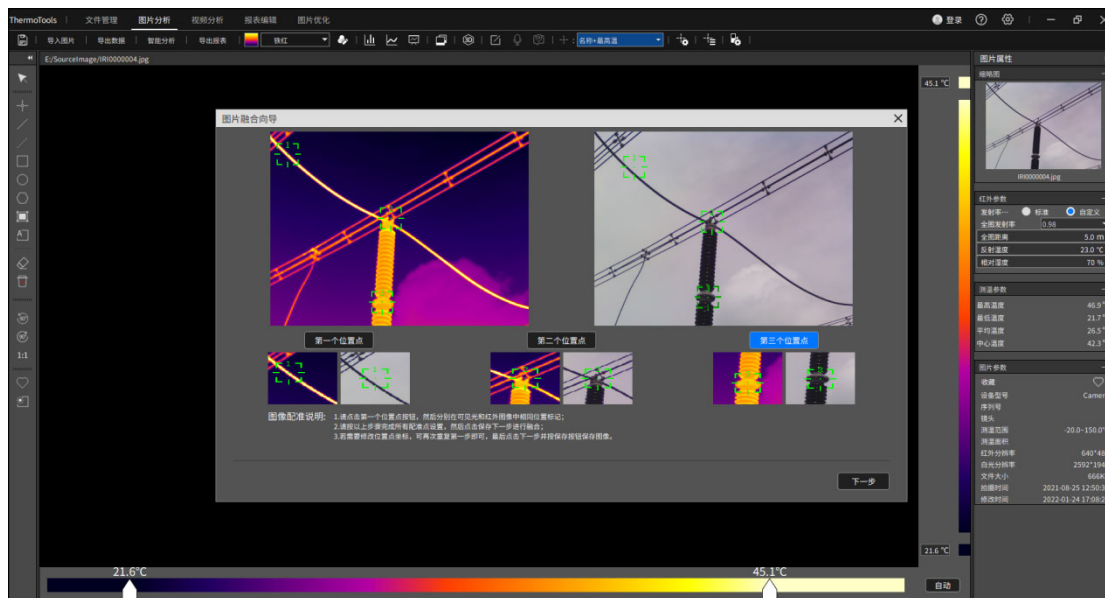 ThermoTools 文件管理 图片分析 视频分析 报表编辑 图片优化 登录
导入图片 导出数据 智能分析 导出报表 铁红 名称+最高温
E:/SourceImage/IRI0000004.jpg
图片属性
缩略图
45.1 ℃
图片融合向导
IRI0000004.jpg
红外参数
发射率… 标准 自定义
全图发射率 0.98
全图距离 5.0 m
反射温度 23.0 ℃
相对湿度 70 %
测温参数
最高温度 46.9°
最低温度 21.7°
平均温度 26.5°
中心温度 42.3°
第一个位置点 第二个位置点 第三个位置点
图像配准说明:
1.请点击第一个位置点按钮，然后分别在可见光和红外图像中相同位置标记；
2.请按以上步骤完成所有配准点设置，然后点击保存下一步进行融合；
3.若需要修改位置点坐标，可再次重复第一步即可，最后点击下一步并按保存按钮保存图像。
下一步
1:1
图片参数
收藏
设备型号 Camer
序列号
镜头
测温范围 -20.0~150.0°
测温面积
红外分辨率 640*48
白光分辨率 2592*194
文件大小 666K
拍摄时间 2021-08-25 12:50:3
修改时间 2022-01-24 17:08:2
21.6 ℃
21.6℃ 45.1℃
自动